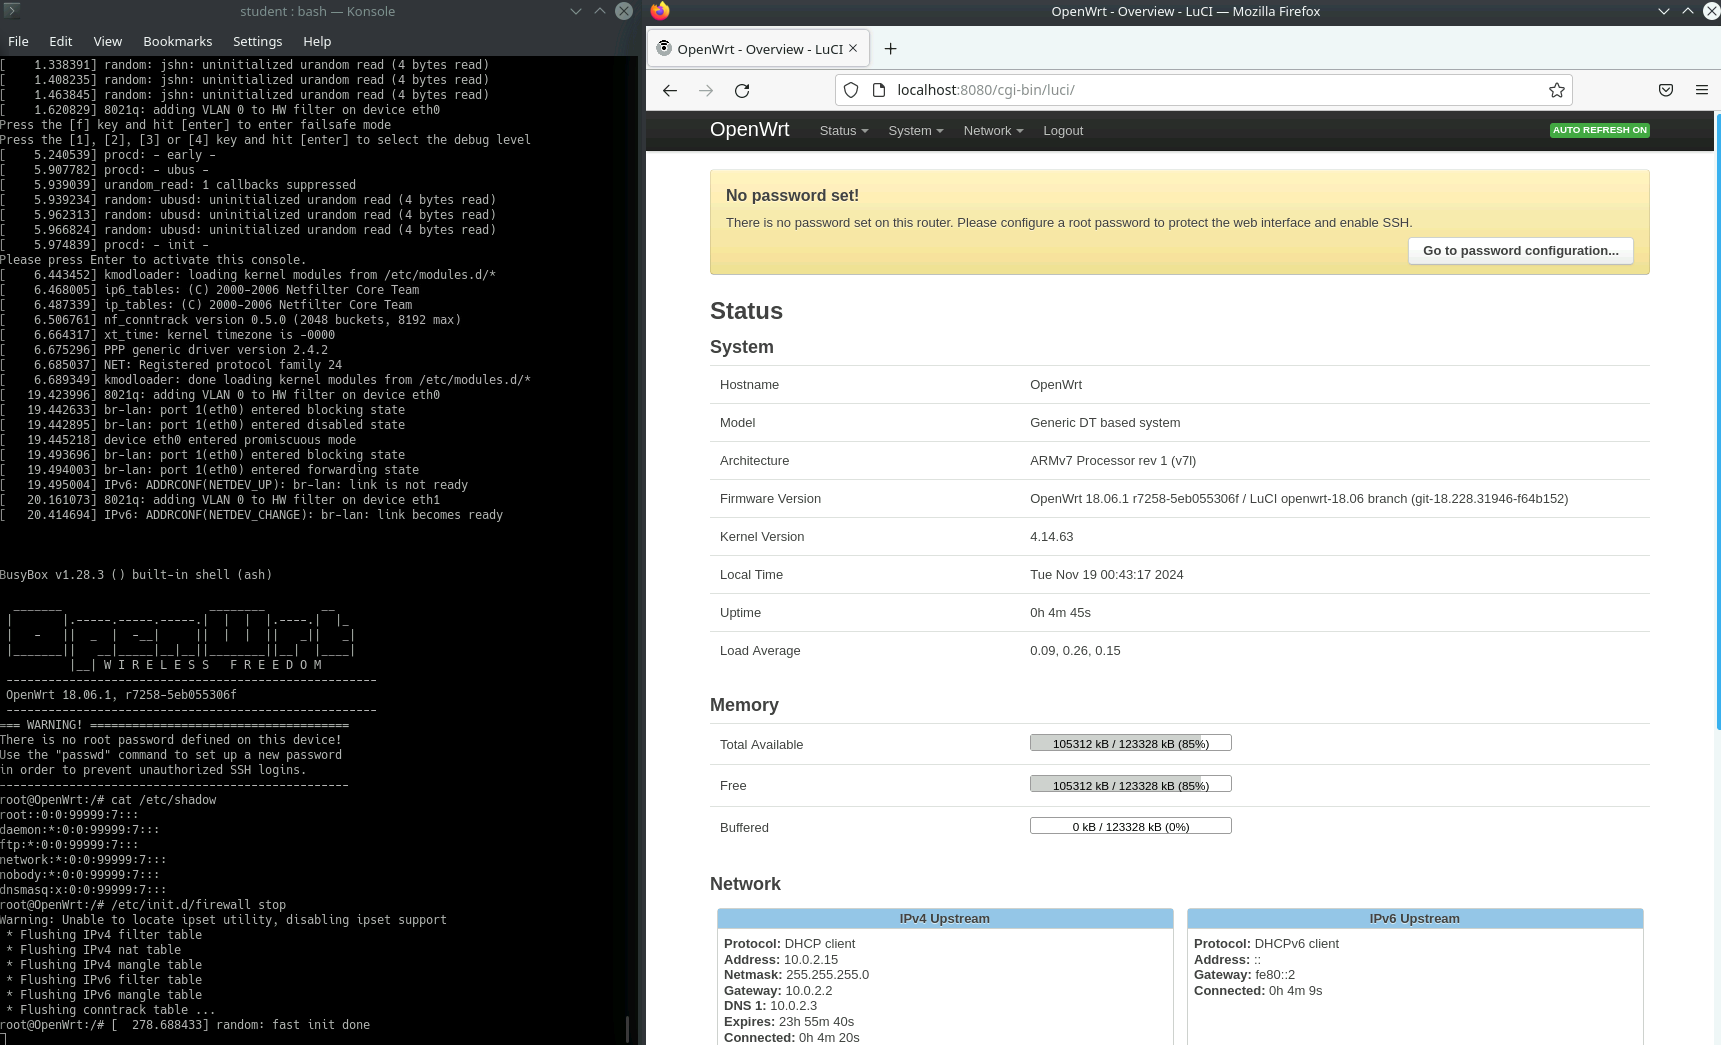 student : bash — Konsole
File Edit View Bookmarks Settings Help
[    1.338391] random: jshn: uninitialized urandom read (4 bytes read)
[    1.408235] random: jshn: uninitialized urandom read (4 bytes read)
[    1.463845] random: jshn: uninitialized urandom read (4 bytes read)
[    1.620829] 8021q: adding VLAN 0 to HW filter on device eth0
Press the [f] key and hit [enter] to enter failsafe mode
Press the [1], [2], [3] or [4] key and hit [enter] to select the debug level
[    5.240539] procd: - early -
[    5.907782] procd: - ubus -
[    5.939039] urandom_read: 1 callbacks suppressed
[    5.939234] random: ubusd: uninitialized urandom read (4 bytes read)
[    5.962313] random: ubusd: uninitialized urandom read (4 bytes read)
[    5.966824] random: ubusd: uninitialized urandom read (4 bytes read)
[    5.974839] procd: - init -
Please press Enter to activate this console.
[    6.443452] kmodloader: loading kernel modules from /etc/modules.d/*
[    6.468005] ip6_tables: (C) 2000-2006 Netfilter Core Team
[    6.487339] ip_tables: (C) 2000-2006 Netfilter Core Team
[    6.506761] nf_conntrack version 0.5.0 (2048 buckets, 8192 max)
[    6.664317] xt_time: kernel timezone is -0000
[    6.675296] PPP generic driver version 2.4.2
[    6.685037] NET: Registered protocol family 24
[    6.689349] kmodloader: done loading kernel modules from /etc/modules.d/*
[   19.423996] 8021q: adding VLAN 0 to HW filter on device eth0
[   19.442633] br-lan: port 1(eth0) entered blocking state
[   19.442895] br-lan: port 1(eth0) entered disabled state
[   19.445218] device eth0 entered promiscuous mode
[   19.493696] br-lan: port 1(eth0) entered blocking state
[   19.494003] br-lan: port 1(eth0) entered forwarding state
[   19.495004] IPv6: ADDRCONF(NETDEV_UP): br-lan: link is not ready
[   20.161073] 8021q: adding VLAN 0 to HW filter on device eth1
[   20.414694] IPv6: ADDRCONF(NETDEV_CHANGE): br-lan: link becomes ready
BusyBox v1.28.3 () built-in shell (ash)
W I R E L E S S   F R E E D O M
OpenWrt 18.06.1, r7258-5eb055306f
=== WARNING! =====================================
There is no root password defined on this device!
Use the "passwd" command to set up a new password
in order to prevent unauthorized SSH logins.
--------------------------------------------------
root@OpenWrt:/# cat /etc/shadow
root::0:0:99999:7:::
daemon:*:0:0:99999:7:::
ftp:*:0:0:99999:7:::
network:*:0:0:99999:7:::
nobody:*:0:0:99999:7:::
dnsmasq:x:0:0:99999:7:::
root@OpenWrt:/# /etc/init.d/firewall stop
Warning: Unable to locate ipset utility, disabling ipset support
* Flushing IPv4 filter table
* Flushing IPv4 nat table
* Flushing IPv4 mangle table
* Flushing IPv6 filter table
* Flushing IPv6 mangle table
* Flushing conntrack table ...
root@OpenWrt:/# [  278.688433] random: fast init done
OpenWrt - Overview - LuCI — Mozilla Firefox
OpenWrt - Overview - LuCI
localhost:8080/cgi-bin/luci/
OpenWrt Status System Network Logout AUTO REFRESH ON
No password set!
There is no password set on this router. Please configure a root password to protect the web interface and enable SSH.
Go to password configuration...
Status
System
Hostname OpenWrt
Model Generic DT based system
Architecture ARMv7 Processor rev 1 (v7l)
Firmware Version OpenWrt 18.06.1 r7258-5eb055306f / LuCI openwrt-18.06 branch (git-18.228.31946-f64b152)
Kernel Version 4.14.63
Local Time Tue Nov 19 00:43:17 2024
Uptime 0h 4m 45s
Load Average 0.09, 0.26, 0.15
Memory
Total Available 105312 kB / 123328 kB (85%)
Free 105312 kB / 123328 kB (85%)
Buffered 0 kB / 123328 kB (0%)
Network
IPv4 Upstream
Protocol: DHCP client
Address: 10.0.2.15
Netmask: 255.255.255.0
Gateway: 10.0.2.2
DNS 1: 10.0.2.3
Expires: 23h 55m 40s
Connected: 0h 4m 20s
IPv6 Upstream
Protocol: DHCPv6 client
Address: ::
Gateway: fe80::2
Connected: 0h 4m 9s